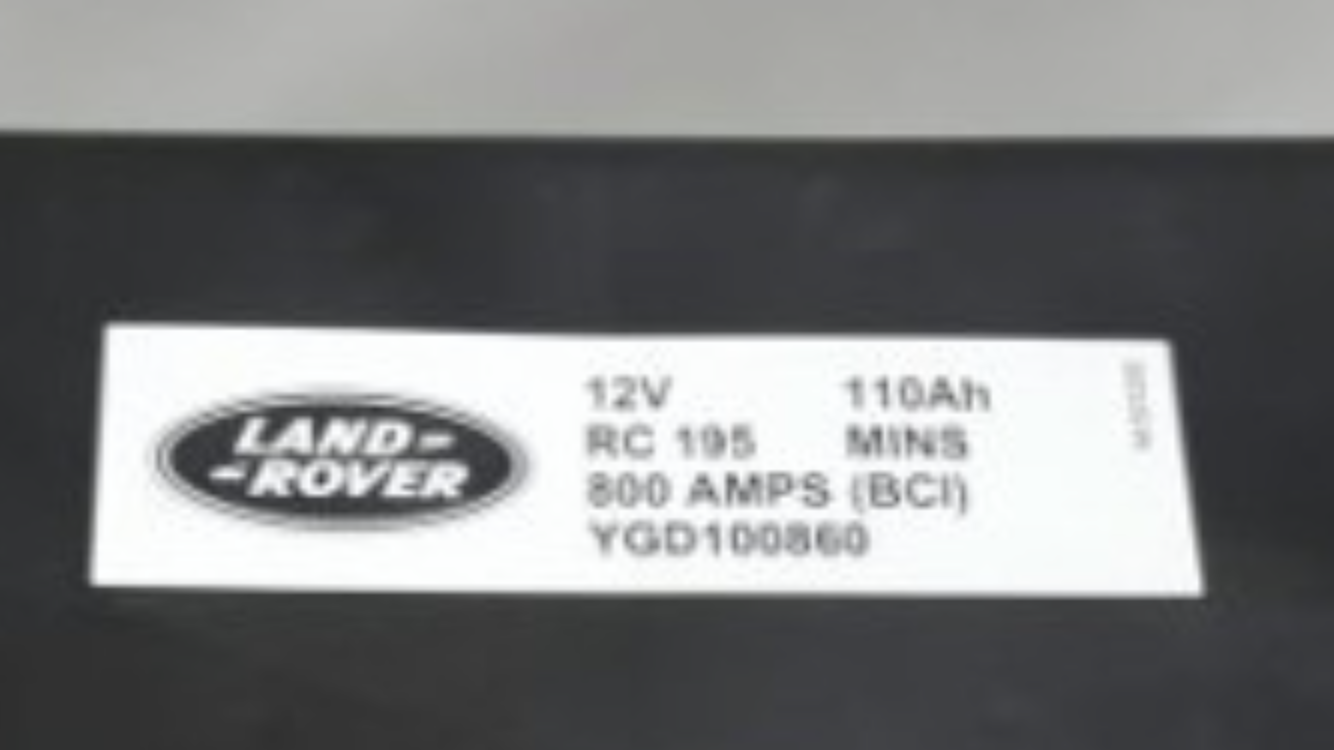 LAND
ROVER
12V 110Ah
RC 195 MINS
800 AMPS (BCI)
YGD100860